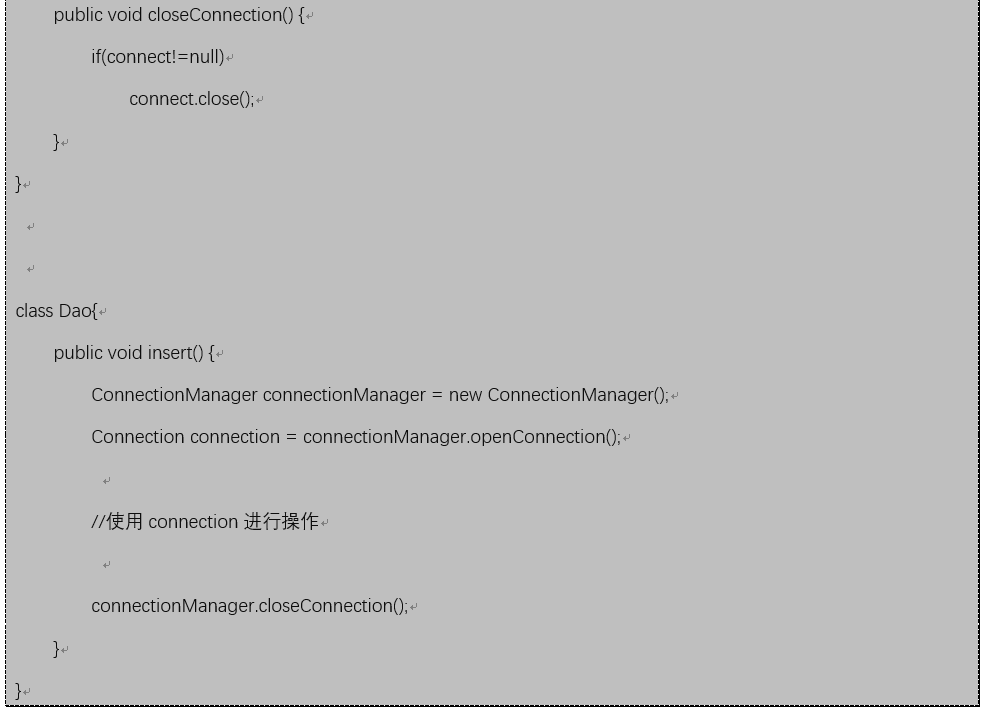 public void closeConnection() {
if(connect!=null)
connect.close();
}
}
class Dao{
public void insert() {
ConnectionManager connectionManager = new ConnectionManager();
Connection connection = connectionManager.openConnection();
//使用 connection 进行操作
connectionManager.closeConnection();
}
}